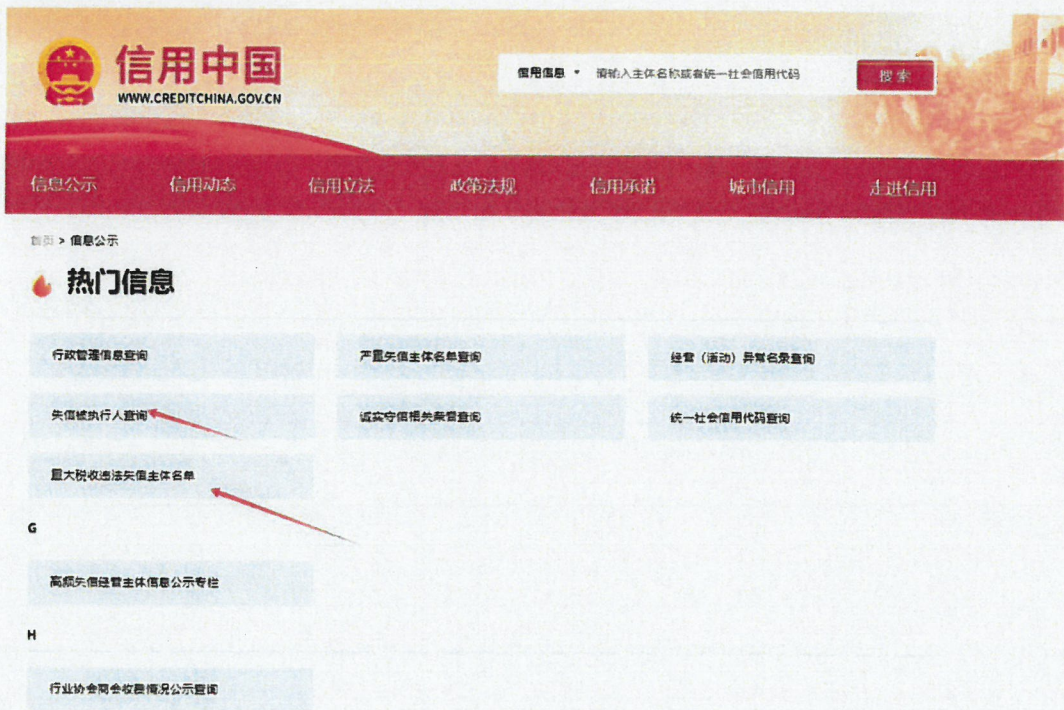 信用中国
WWW.CREDITCHINA.GOV.CN
信用信息 请输入主体名称或者统一社会信用代码 搜索
信息公示 信用动态 信用立法 政策法规 信用承诺 城市信用 走进信用
首页 > 信息公示
热门信息
行政管理信息查询 严重失信主体名单查询 经营（活动）异常名录查询
失信被执行人查询 诚实守信相关荣誉查询 统一社会信用代码查询
重大税收违法失信主体名单
G
高频失信经营主体信息公示专栏
H
行业协会商会收费情况公示查询